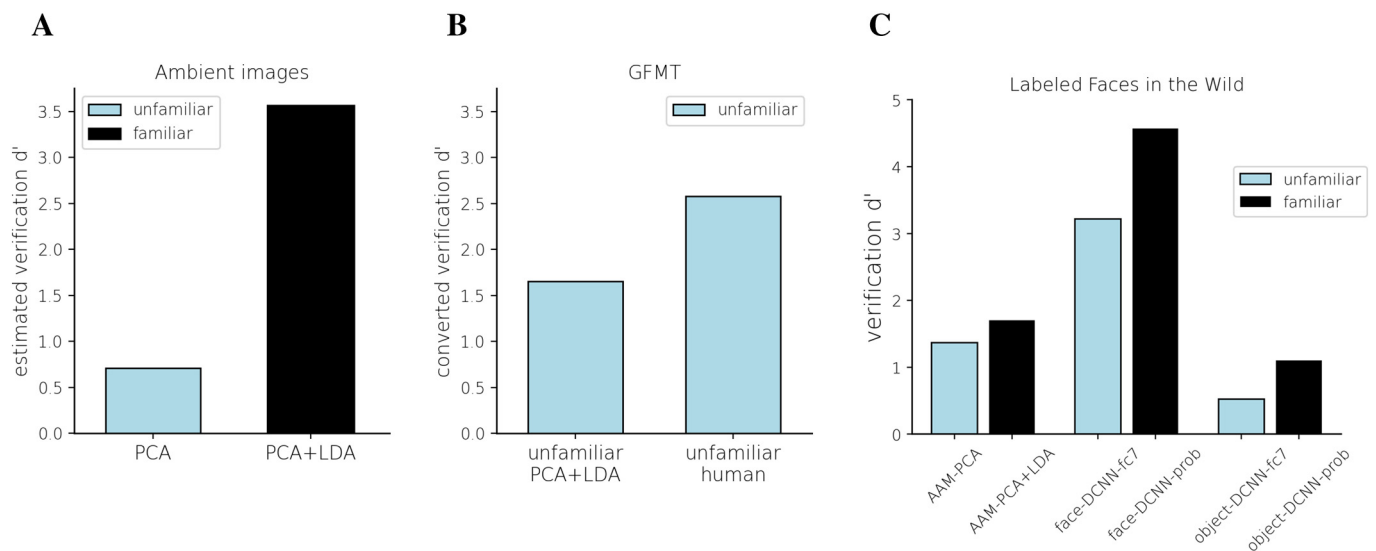 A
Ambient images
unfamiliar
familiar
estimated verification d'
3.5
3.0
2.5
2.0
1.5
1.0
0.5
0.0
PCA
PCA+LDA
B
GFMT
unfamiliar
converted verification d'
3.5
3.0
2.5
2.0
1.5
1.0
0.5
0.0
unfamiliar
PCA+LDA
unfamiliar
human
C
Labeled Faces in the Wild
unfamiliar
familiar
verification d'
5
4
3
2
1
0
AAM-PCA
AAM-PCA+LDA
face-DCNN-fc7
face-DCNN-prob
object-DCNN-fc7
object-DCNN-prob